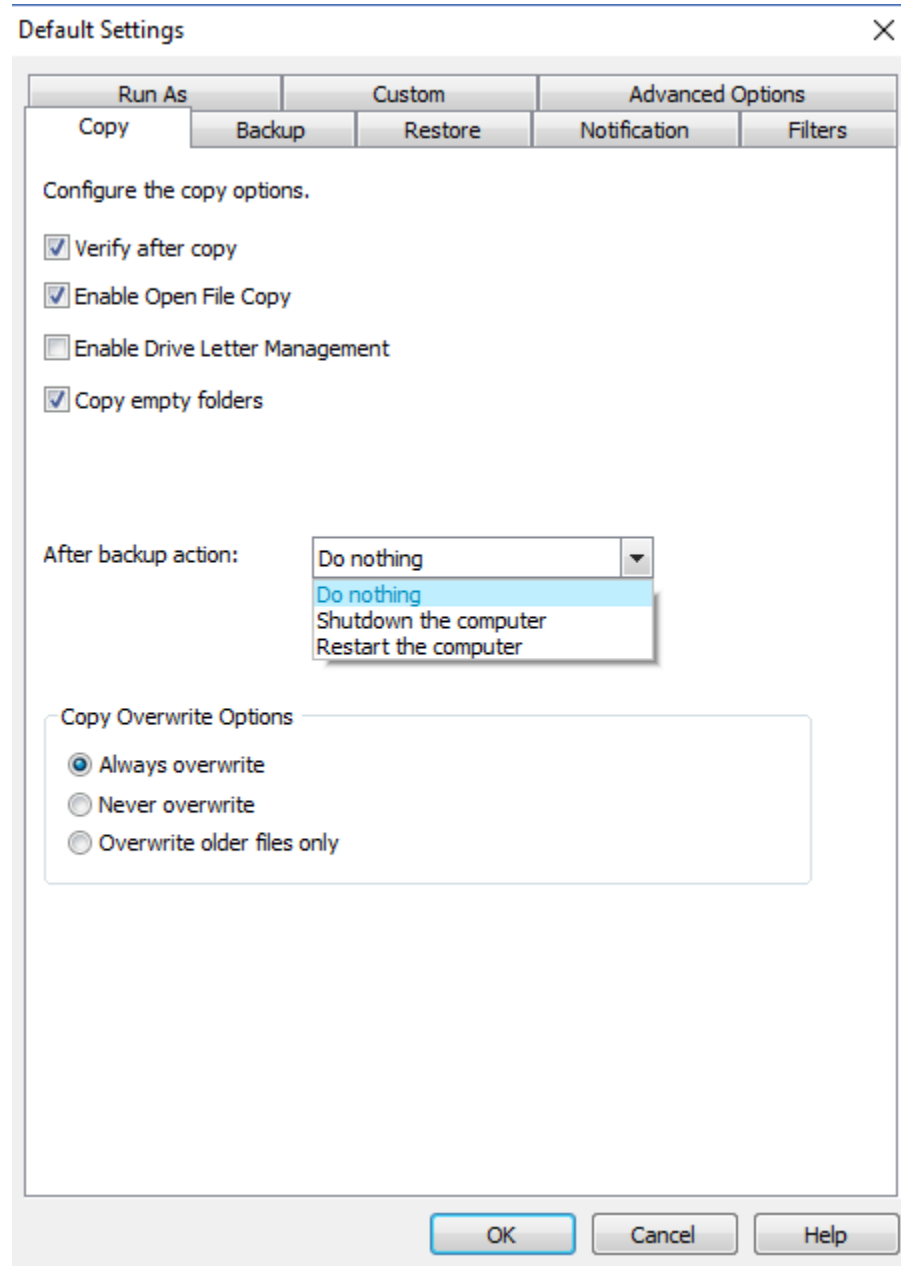 Default Settings
Run As Custom Advanced Options
Copy Backup Restore Notification Filters
Configure the copy options.
Verify after copy
Enable Open File Copy
Enable Drive Letter Management
Copy empty folders
After backup action: Do nothing
Do nothing
Shutdown the computer
Restart the computer
Copy Overwrite Options
Always overwrite
Never overwrite
Overwrite older files only
OK Cancel Help